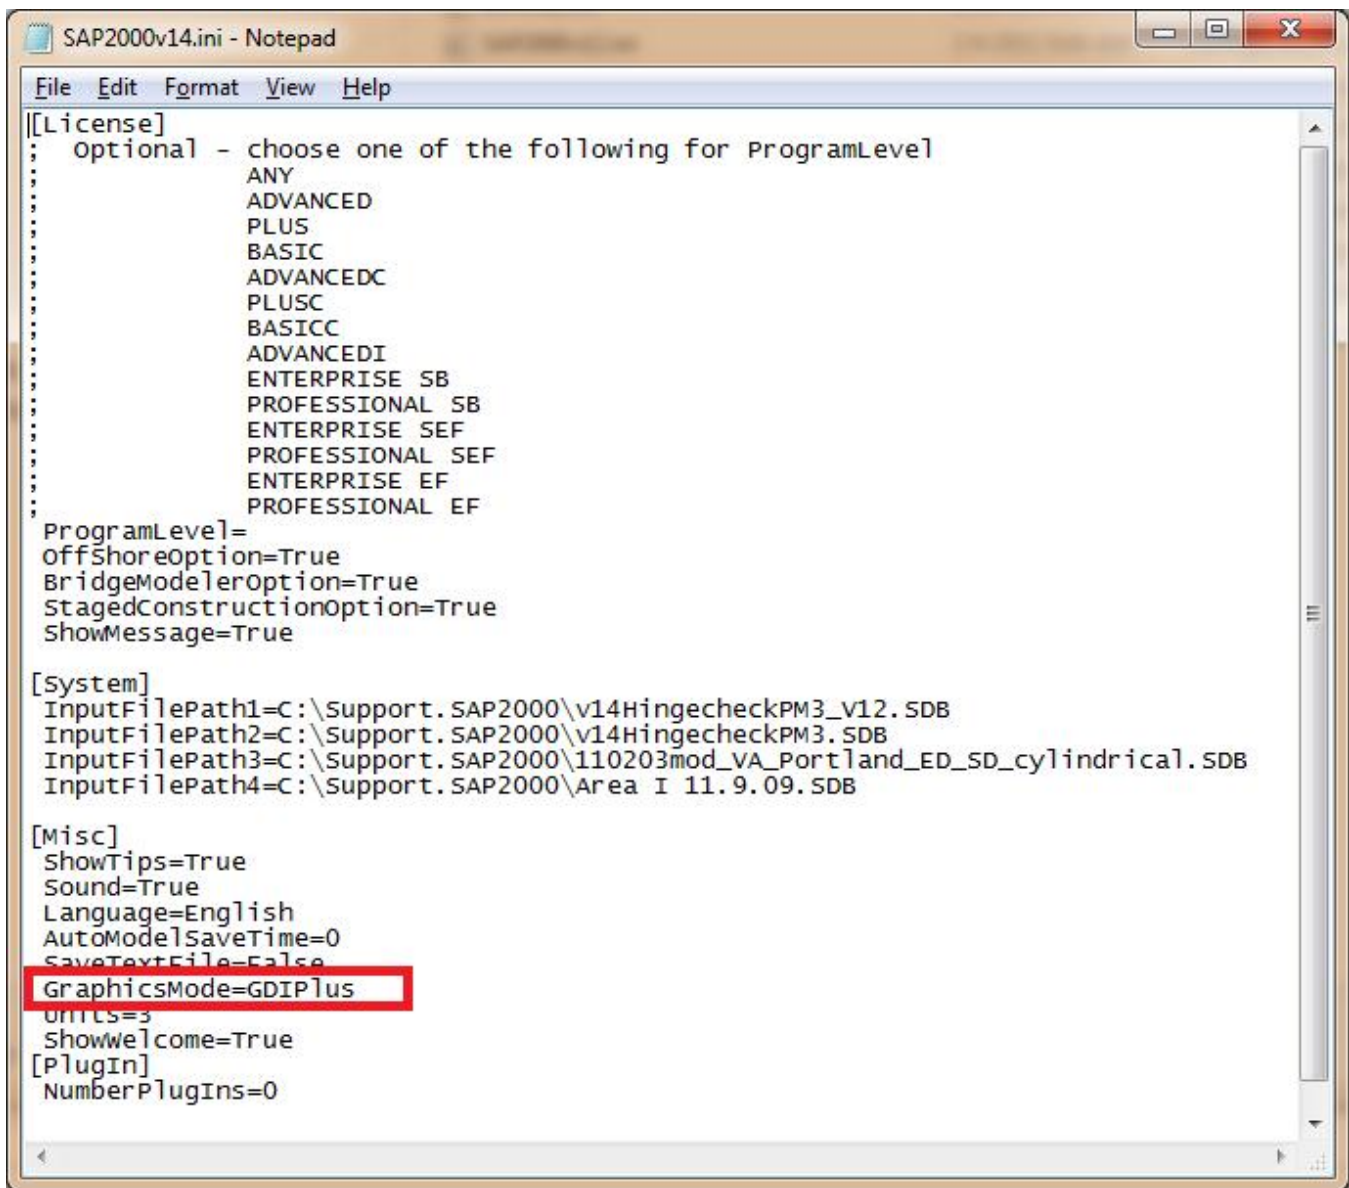 SAP2000v14.ini - Notepad
File Edit Format View Help
[License]
; Optional - choose one of the following for ProgramLevel
; ANY
; ADVANCED
; PLUS
; BASIC
; ADVANCEDC
; PLUSC
; BASICC
; ADVANCEDI
; ENTERPRISE SB
; PROFESSIONAL SB
; ENTERPRISE SEF
; PROFESSIONAL SEF
; ENTERPRISE EF
; PROFESSIONAL EF
ProgramLevel=
OffShoreOption=True
BridgeModelerOption=True
StagedConstructionOption=True
ShowMessage=True
[System]
InputFilePath1=C:\Support.SAP2000\v14HingecheckPM3_V12.SDB
InputFilePath2=C:\Support.SAP2000\v14HingecheckPM3.SDB
InputFilePath3=C:\Support.SAP2000\110203mod_VA_Portland_ED_SD_cylindrical.SDB
InputFilePath4=C:\Support.SAP2000\Area I 11.9.09.SDB
[Misc]
ShowTips=True
Sound=True
Language=English
AutoModelSaveTime=0
SaveTextFile=False
GraphicsMode=GDIPlus
Units=3
ShowWelcome=True
[PlugIn]
NumberPlugIns=0